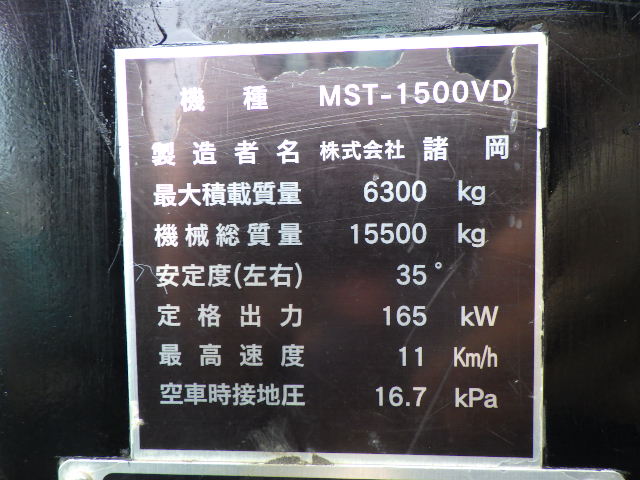 機種 MST-1500VD
製造者名 株式会社 諸岡
最大積載質量 6300 kg
機械総質量 15500 kg
安定度(左右) 35°
定格出力 165 kW
最高速度 11 Km/h
空車時接地圧 16.7 kPa